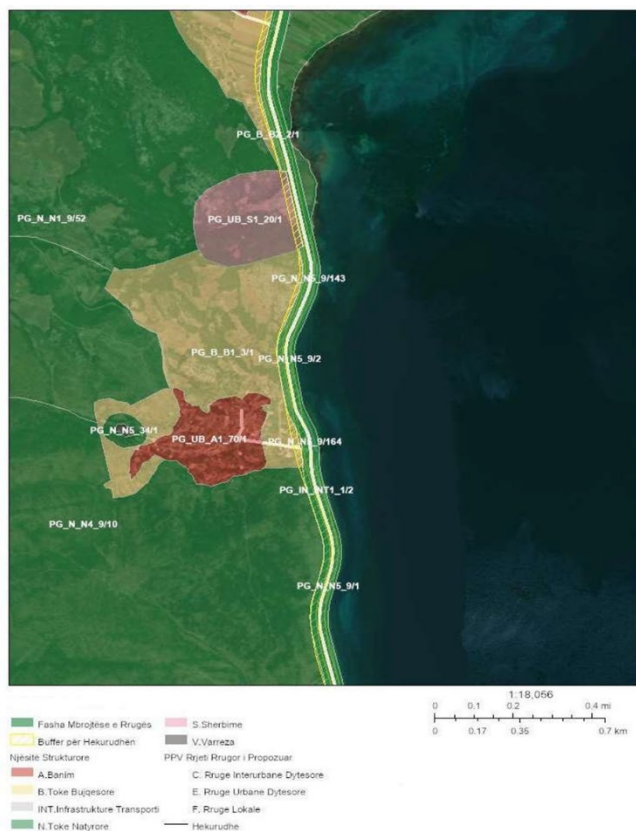 PG_B_B2_2/1
PG_UB_S1_20/1
PG_N_N1_9/52
PG_N_N5_9/143
PG_B_B1_3/1
PG_N_N5_9/2
PG_N_N5_34/1
PG_UB_A1_70/1
PG_N_N5_9/164
PG_IN_INT1_1/2
PG_N_N4_9/10
PG_N_N5_9/1
1:18,056
0 0.1 0.2 0.4 mi
0 0.17 0.35 0.7 km
Fasha Mbrojtëse e Rrugës
Buffer për Hekurudhën
Njësitë Strukturore
A.Banim
B.Toke Bujqesore
INT.Infrastrukture Transporti
N.Toke Natyrore
S.Sherbime
V.Varreza
PPV Rrjeti Rrugor i Propozuar
C. Rruge Interurbane Dytesore
E. Rruge Urbane Dytesore
F. Rruge Lokale
Hekurudhe